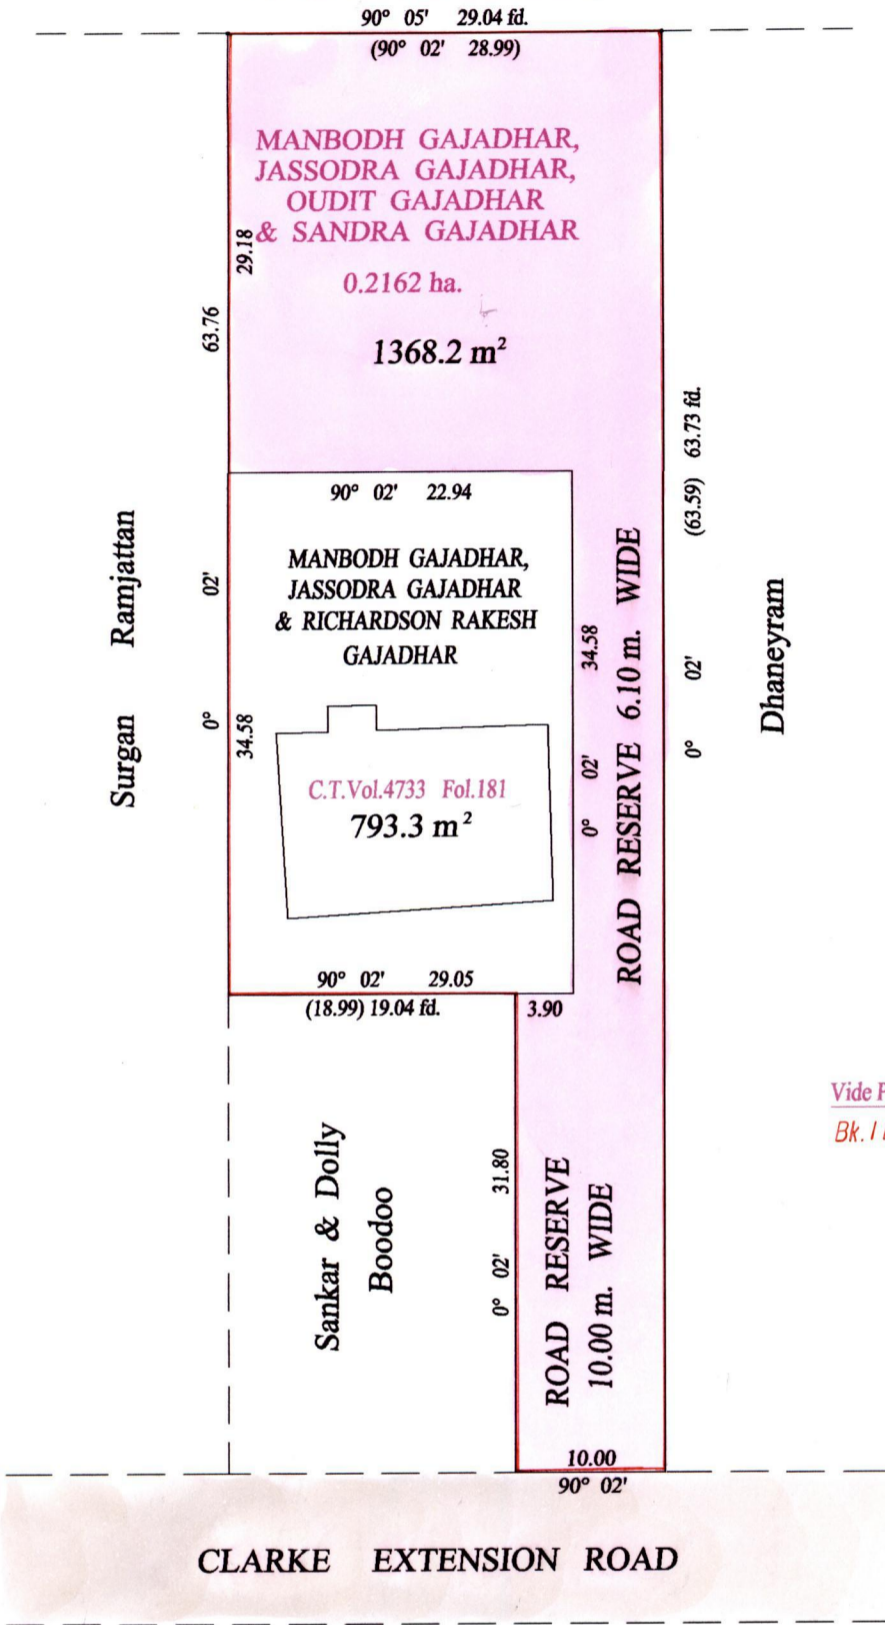 90° 05' 29.04 fd.
(90° 02' 28.99)
MANBODH GAJADHAR,
JASSODRA GAJADHAR,
OUDIT GAJADHAR
& SANDRA GAJADHAR
0.2162 ha.
1368.2 m²
29.18
63.76
02'
0°
Surgan Ramjattan
90° 02' 22.94
MANBODH GAJADHAR,
JASSODRA GAJADHAR
& RICHARDSON RAKESH
GAJADHAR
34.58
C.T.Vol.4733 Fol.181
793.3 m²
0° 02' 34.58
ROAD RESERVE 6.10 m. WIDE
0° 02' (63.59) 63.73 fd.
Dhaneyram
90° 02' 29.05
(18.99) 19.04 fd.
3.90
Sankar & Dolly
Boodoo
0° 02' 31.80
ROAD RESERVE
10.00 m. WIDE
Vide
Bk.
10.00
90° 02'
CLARKE EXTENSION ROAD